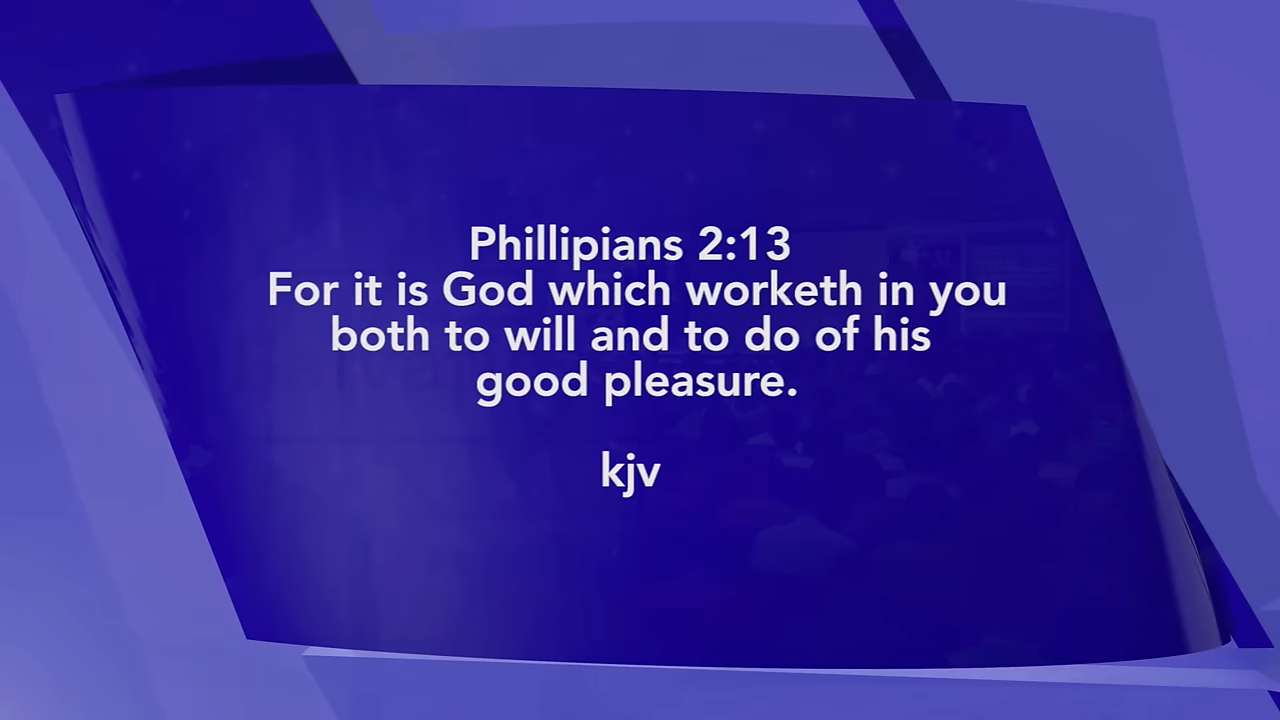 Phillipians 2:13
For it is God which worketh in you
both to will and to do of his
good pleasure.
kjv